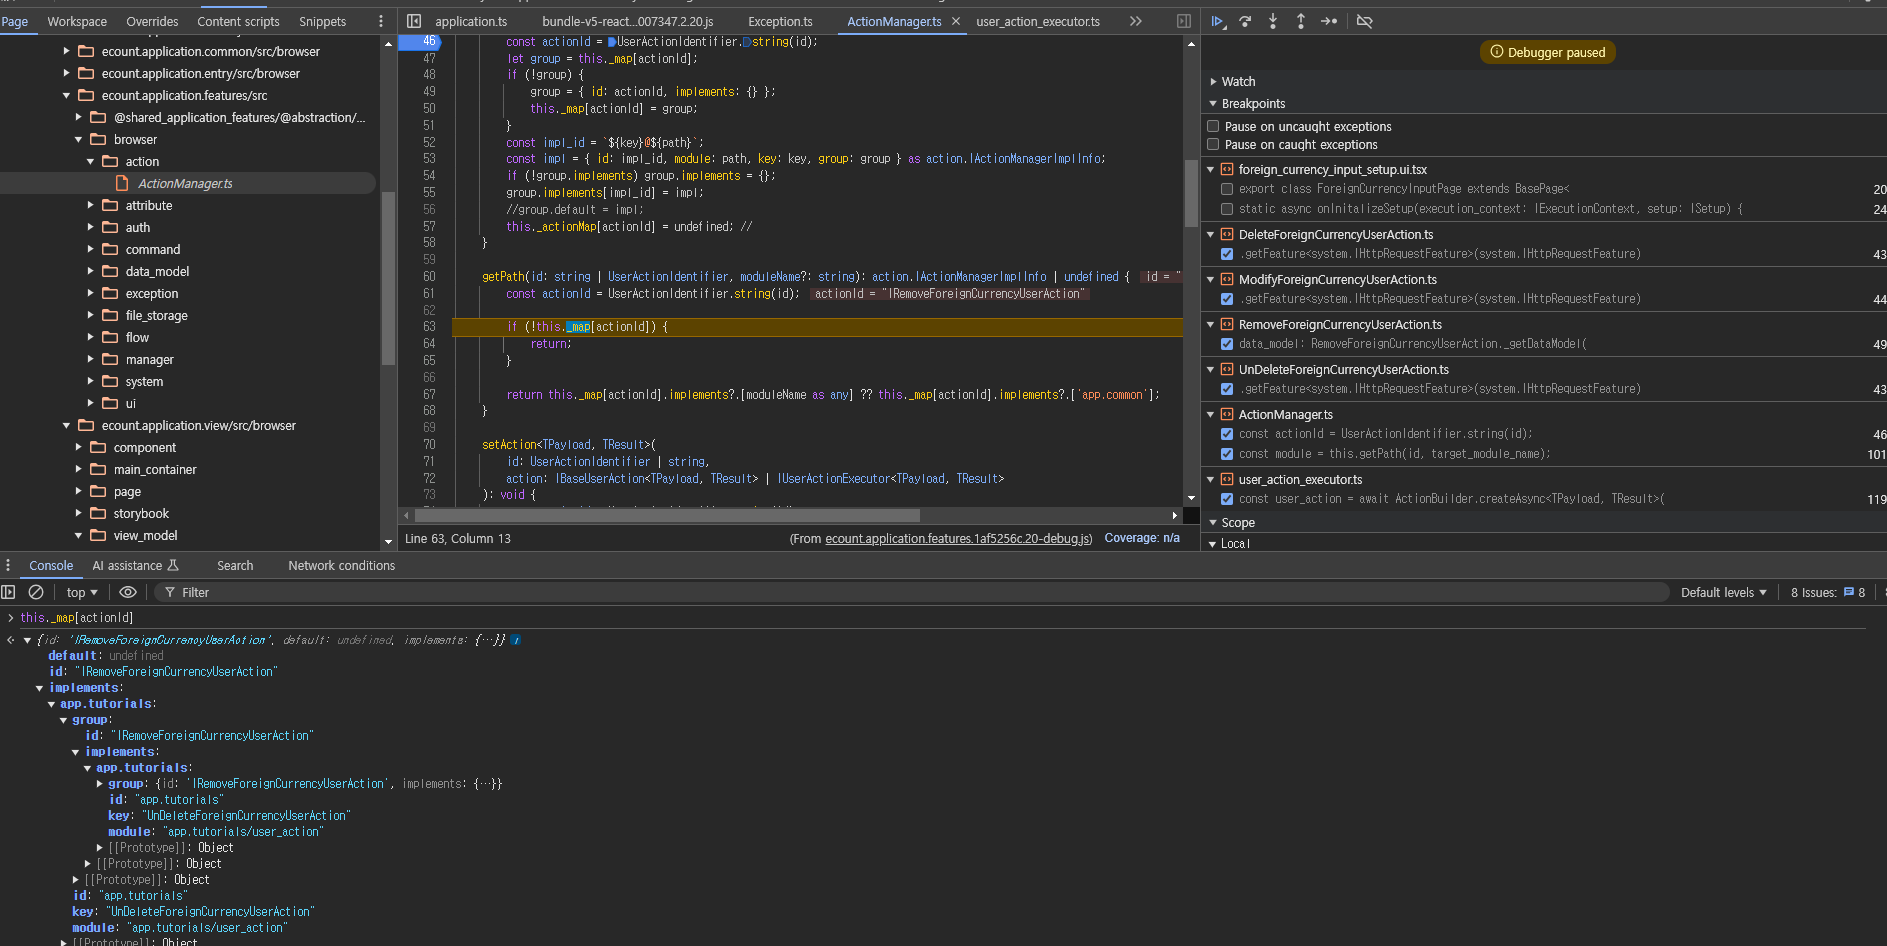 Page Workspace Overrides Content scripts Snippets
application.ts bundle-v5-react...007347.2.20.js Exception.ts ActionManager.ts × user_action_executor.ts
ecount.application.common/src/browser
ecount.application.entry/src/browser
ecount.application.features/src
@shared_application_features/@abstraction/...
browser
action
ActionManager.ts
attribute
auth
command
data_model
exception
file_storage
flow
manager
system
ui
ecount.application.view/src/browser
component
main_container
page
storybook
view_model
46 const actionId = UserActionIdentifier.string(id);
47 let group = this._map[actionId];
48 if (!group) {
49 group = { id: actionId, implements: {} };
50 this._map[actionId] = group;
51 }
52 const impl_id = `${key}@${path}`;
53 const impl = { id: impl_id, module: path, key: key, group: group } as action.IActionManagerImplInfo;
54 if (!group.implements) group.implements = {};
55 group.implements[impl_id] = impl;
56 //group.default = impl;
57 this._actionMap[actionId] = undefined; //
58 }
59
60 getPath(id: string | UserActionIdentifier, moduleName?: string): action.IActionManagerImplInfo | undefined { id = "
61 const actionId = UserActionIdentifier.string(id); actionId = "IRemoveForeignCurrencyUserAction"
62
63 if (!this._map[actionId]) {
64 return;
65 }
66
67 return this._map[actionId].implements?.[moduleName as any] ?? this._map[actionId].implements?.['app.common'];
68 }
69
70 setAction<TPayload, TResult>(
71 id: UserActionIdentifier | string,
72 action: IBaseUserAction<TPayload, TResult> | IUserActionExecutor<TPayload, TResult>
73 ): void {
Line 63, Column 13 (From ecount.application.features.1af5256c.20-debug.js) Coverage: n/a
Debugger paused
Watch
Breakpoints
Pause on uncaught exceptions
Pause on caught exceptions
foreign_currency_input_setup.ui.tsx
export class ForeignCurrencyInputPage extends BasePage< 20
static async onInitalizeSetup(execution_context: IExecutionContext, setup: ISetup) { 24
DeleteForeignCurrencyUserAction.ts
.getFeature<system.IHttpRequestFeature>(system.IHttpRequestFeature) 43
ModifyForeignCurrencyUserAction.ts
.getFeature<system.IHttpRequestFeature>(system.IHttpRequestFeature) 44
RemoveForeignCurrencyUserAction.ts
data_model: RemoveForeignCurrencyUserAction._getDataModel( 49
UnDeleteForeignCurrencyUserAction.ts
.getFeature<system.IHttpRequestFeature>(system.IHttpRequestFeature) 43
ActionManager.ts
const actionId = UserActionIdentifier.string(id); 46
const module = this.getPath(id, target_module_name); 101
user_action_executor.ts
const user_action = await ActionBuilder.createAsync<TPayload, TResult>( 119
Scope
Local
Console AI assistance Search Network conditions
top Filter Default levels 8 Issues: 8
this._map[actionId]
{id: 'IRemoveForeignCurrencyUserAction', default: undefined, implements: {…}} i
default: undefined
id: "IRemoveForeignCurrencyUserAction"
implements:
app.tutorials:
group:
id: "IRemoveForeignCurrencyUserAction"
implements:
app.tutorials:
group: {id: 'IRemoveForeignCurrencyUserAction', implements: {…}}
id: "app.tutorials"
key: "UnDeleteForeignCurrencyUserAction"
module: "app.tutorials/user_action"
[[Prototype]]: Object
[[Prototype]]: Object
[[Prototype]]: Object
id: "app.tutorials"
key: "UnDeleteForeignCurrencyUserAction"
module: "app.tutorials/user_action"
[[Prototype]]: Object